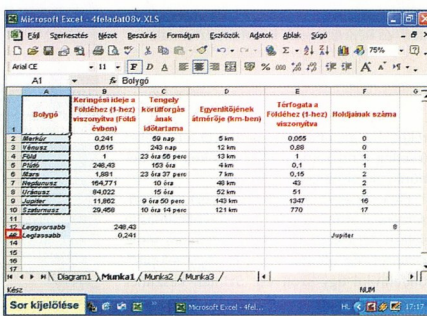 Microsoft Excel - 4feladat08v.XLS
Fájl Szerkesztés Nézet Beszúrás Formátum Eszközök Adatok Ablak Súgó
75%
Arial CE 11 F D A
A1 fx Bolygó
A B C D E F G
1 Bolygó Keringési ideje a Földéhez (1-hez) viszonyítva (Földi évben) Tengely körülforgás ának időtartama Egyenlítőjének átmérője (km-ben) Térfogata a Földéhez (1-hez) viszonyítva Holdjainak száma
2 Merkúr 0,241 59 nap 5 km 0,055 0
3 Vénusz 0,615 243 nap 12 km 0,88 0
4 Föld 1 23 óra 56 perc 13 km 1 1
5 Plútó 248,43 153 óra 4 km 0,1 1
6 Mars 1,881 23 óra 37 perc 7 km 0,15 2
7 Neptunusz 164,771 10 óra 48 km 43 2
8 Uránusz 84,022 15 óra 52 km 51 5
9 Jupiter 11,862 9 óra 50 perc 143 km 1347 16
10 Szaturnusz 29,458 10 óra 14 perc 121 km 770 17
11
12 Leggyorsabb 248,43 8
Leglassabb 0,241 Jupiter
14
15
16
17
Diagram1 Munka1 Munka2 Munka3
Kész NUM
Sor kijelölése Microsoft Excel - 4fel... HU 17:17